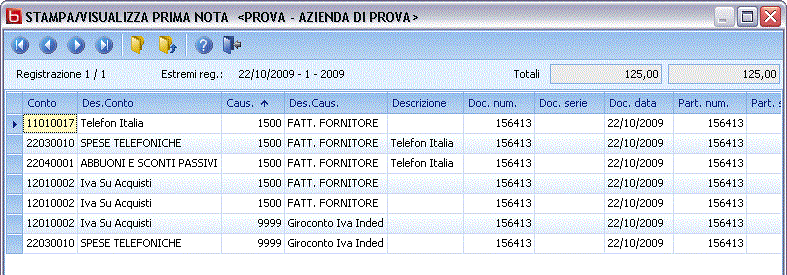 STAMPA/VISUALIZZA PRIMA NOTA <PROVA - AZIENDA DI PROVA>
Registrazione 1 / 1 Estremi reg.: 22/10/2009 - 1 - 2009 Totali 125,00 125,00
Conto Des.Conto Caus. Des.Caus. Descrizione Doc. num. Doc. serie Doc. data Part. num. Part. s
11010017 Telefon Italia 1500 FATT. FORNITORE 156413 22/10/2009 156413
22030010 SPESE TELEFONICHE 1500 FATT. FORNITORE Telefon Italia 156413 22/10/2009 156413
22040001 ABBUONI E SCONTI PASSIVI 1500 FATT. FORNITORE Telefon Italia 156413 22/10/2009 156413
12010002 Iva Su Acquisti 1500 FATT. FORNITORE 156413 22/10/2009 156413
12010002 Iva Su Acquisti 1500 FATT. FORNITORE 156413 22/10/2009 156413
12010002 Iva Su Acquisti 9999 Giroconto Iva Inded 156413 22/10/2009 156413
22030010 SPESE TELEFONICHE 9999 Giroconto Iva Inded 156413 22/10/2009 156413